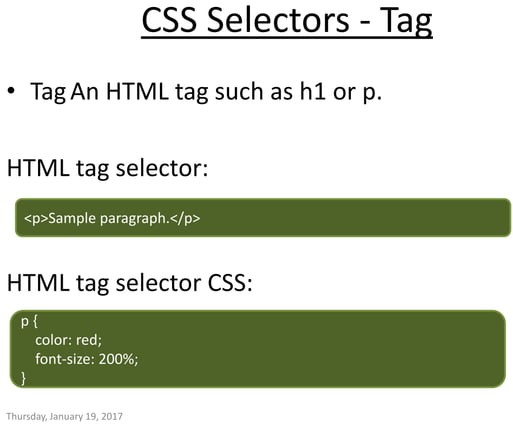 CSS Selectors - Tag
• Tag An HTML tag such as h1 or p.
HTML tag selector:
<p>Sample paragraph.</p>
HTML tag selector CSS:
p {
color: red;
font-size: 200%;
}
Thursday, January 19, 2017